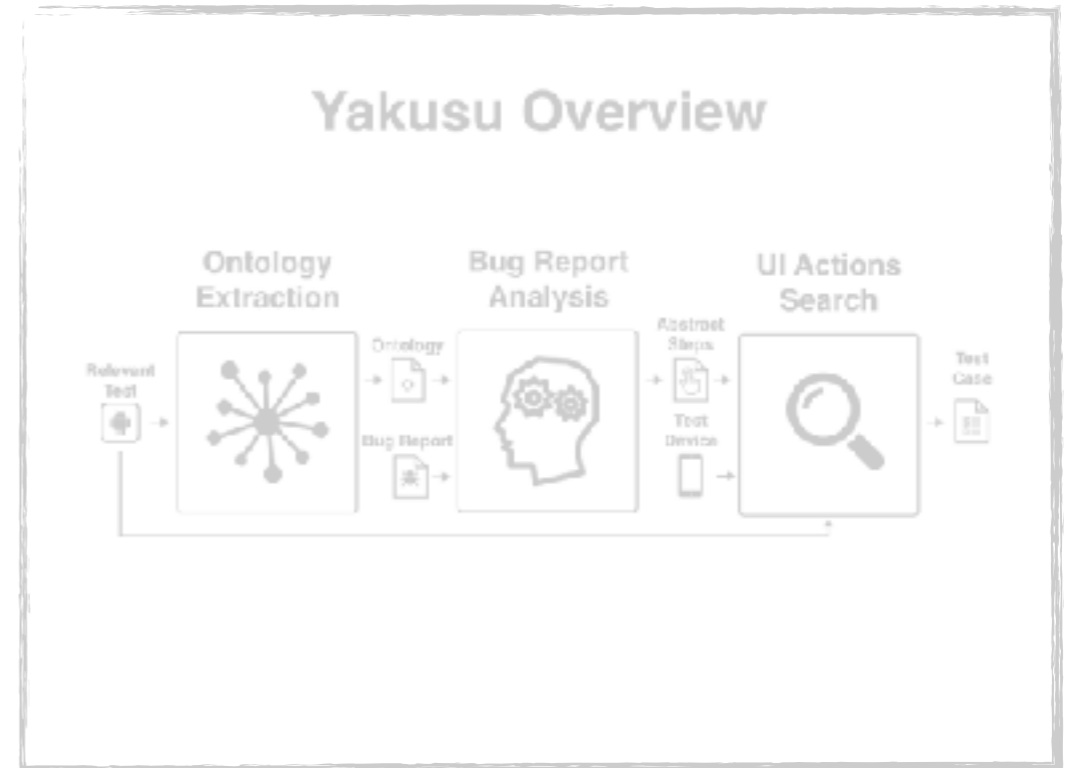 Yakusu Overview
Ontology
Extraction
Bug Report
Analysis
UI Actions
Search
Relevant
Test
Ontology
Bug Report
Abstract
Steps
Test
Device
Test
Case